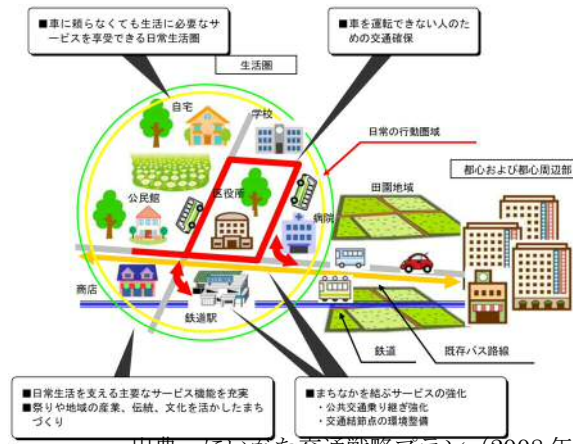 ■車に頼らなくても生活に必要なサ
ービスを享受できる日常生活圏
■車を運転できない人のた
めの交通確保
生活圏
自宅
学校
日常の行動圏域
都心および都心周辺部
田園地域
公民館
区役所
病院
商店
鉄道駅
鉄道
既存バス路線
■日常生活を支える主要なサービス機能を充実
■祭りや地域の産業、伝統、文化を活かしたまち
づくり
■まちなかを結ぶサービスの強化
・公共交通乗り継ぎ強化
・交通結節点の環境整備